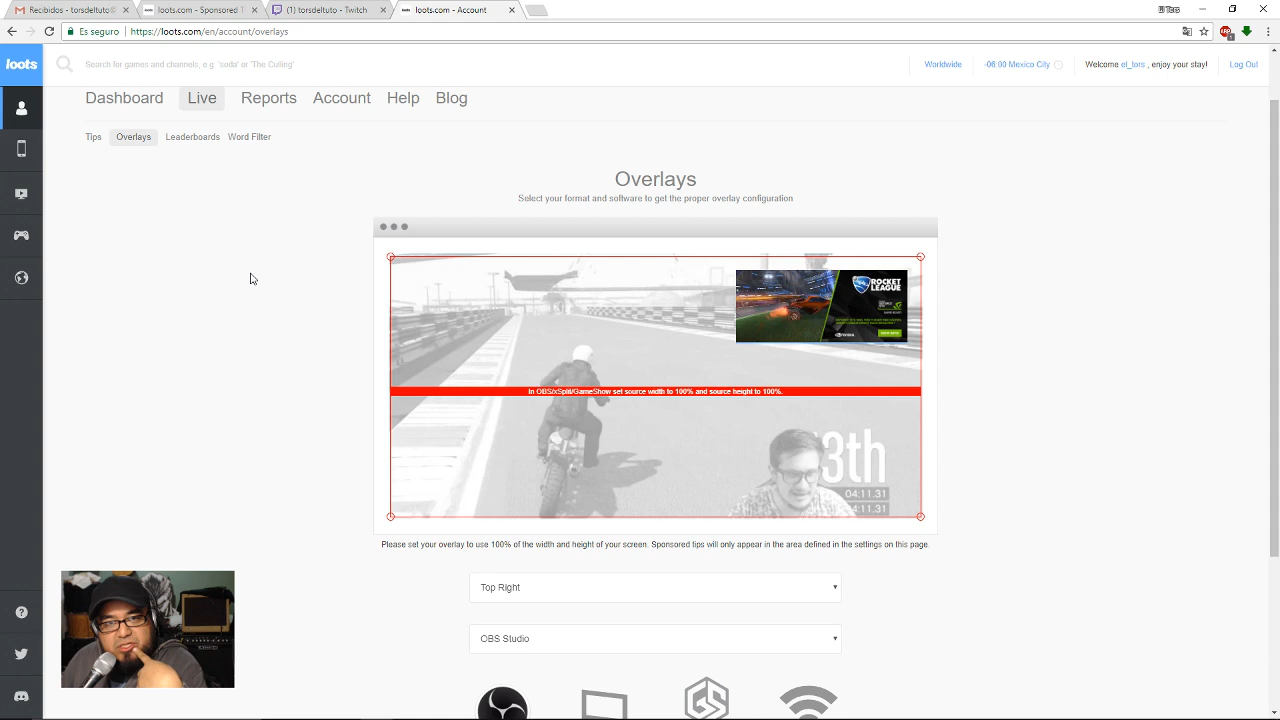 Recibidos - torsdeltuto@
loots.com - Sponsored T
torsdeltuto - Twitch
loots.com - Account
Tors
Es seguro
https://loots.com/en/account/overlays
loots
Search for games and channels, e.g. 'soda' or 'The Culling'
Worldwide
-06:00 Mexico City
Welcome el_tors , enjoy your stay!
Log Out
Dashboard
Live
Reports
Account
Help
Blog
Tips
Overlays
Leaderboards
Word Filter
Overlays
Select your format and software to get the proper overlay configuration
ROCKET
LEAGUE
NVIDIA
In OBS/xSplit/GameShow set source width to 100% and source height to 100%.
3th
04:11.31
04:11.31
Please set your overlay to use 100% of the width and height of your screen. Sponsored tips will only appear in the area defined in the settings on this page.
Top Right
OBS Studio
GS